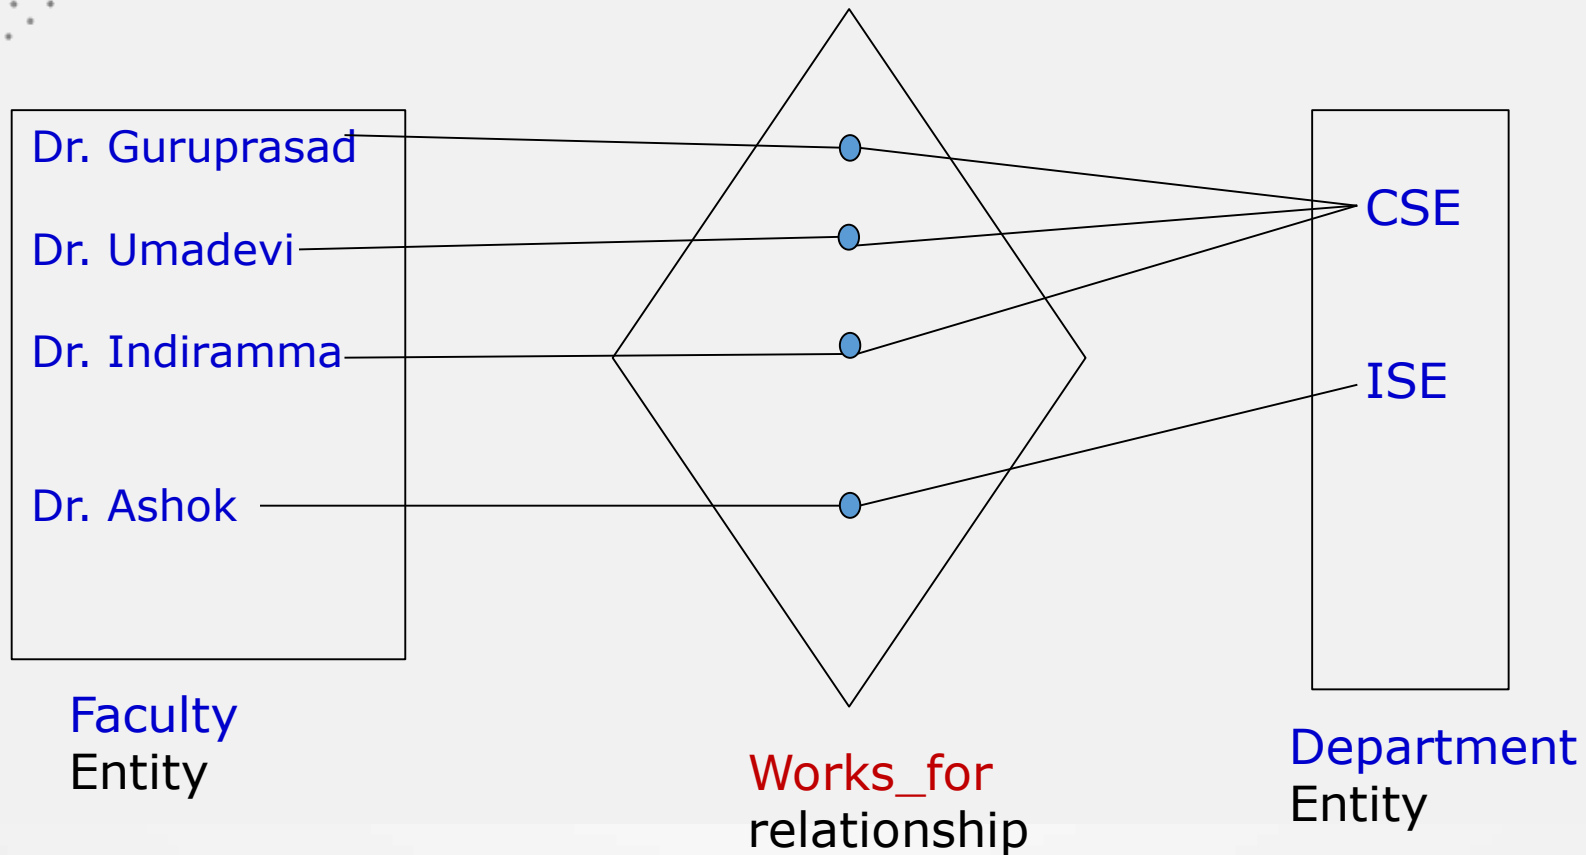 Dr. Guruprasad
Dr. Umadevi
Dr. Indiramma
Dr. Ashok
CSE
ISE
Faculty
Entity
Works_for
relationship
Department
Entity